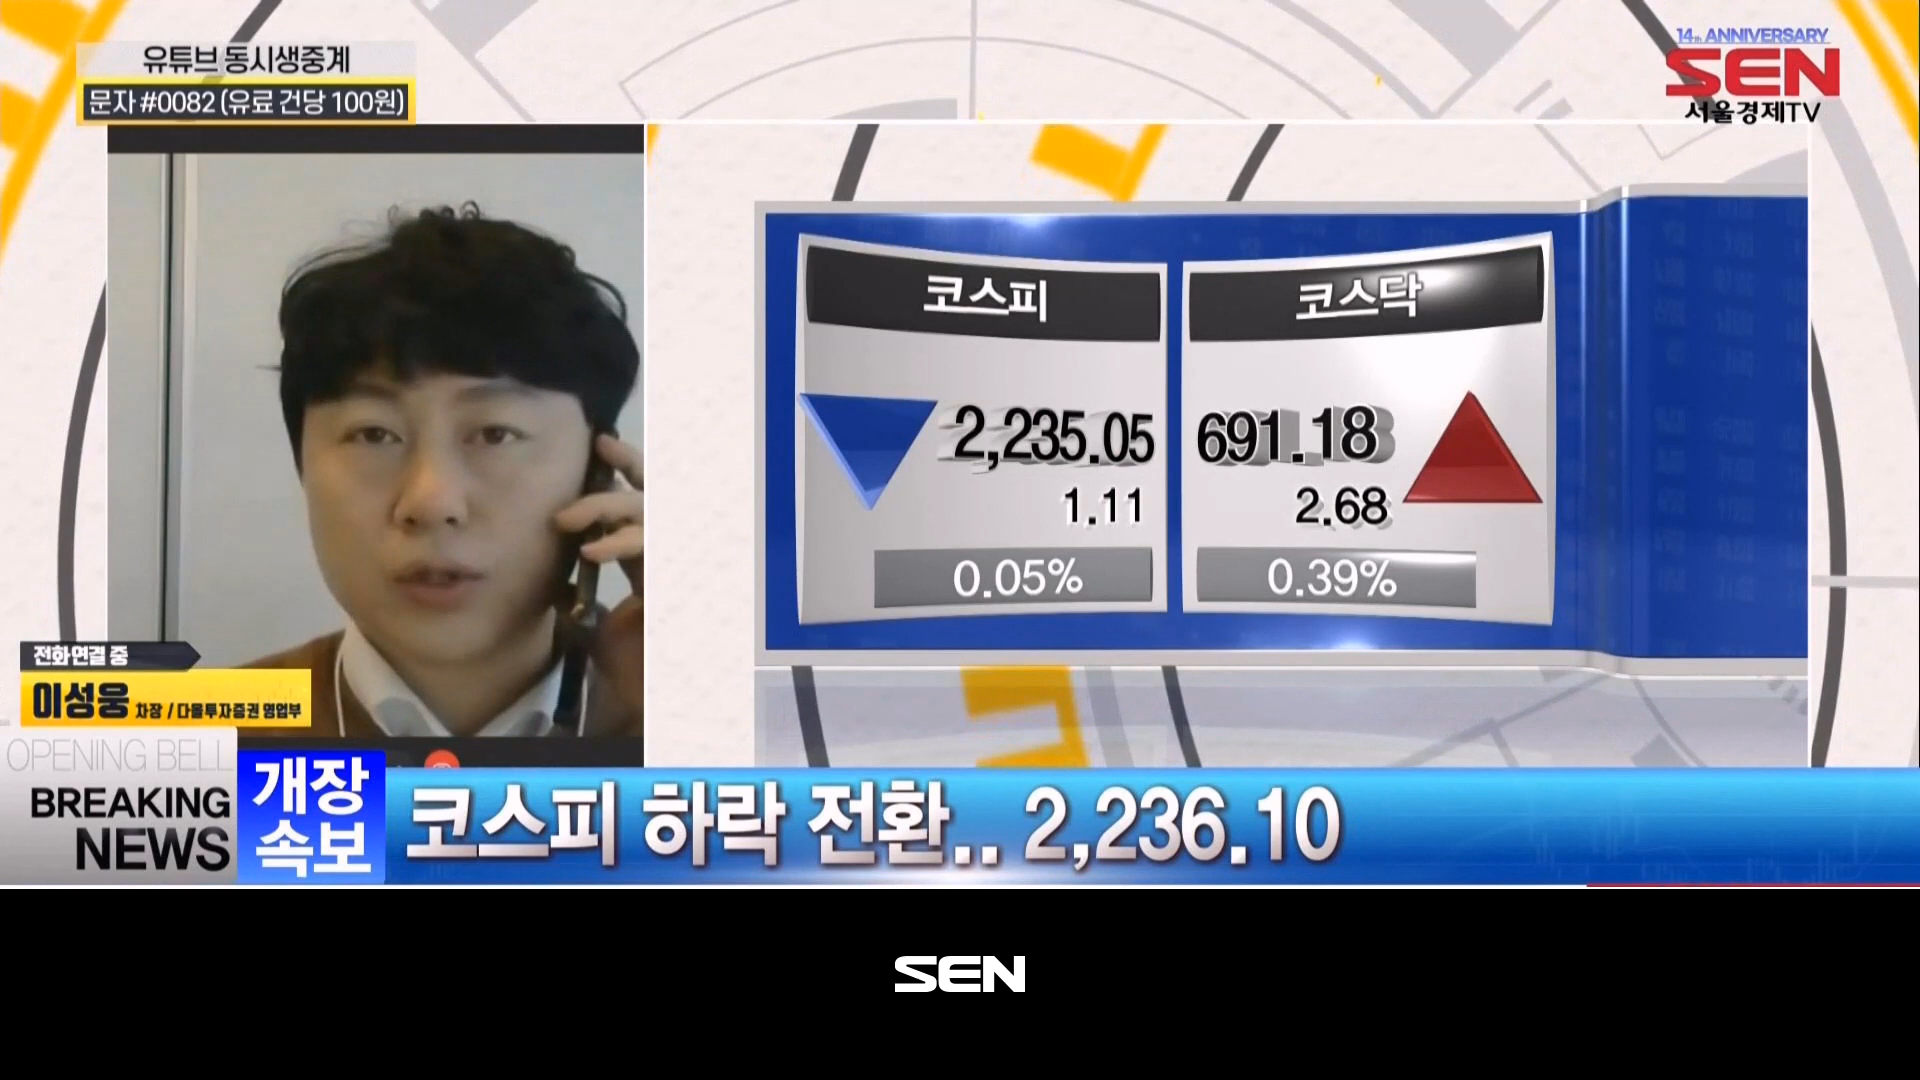 유튜브 동시생중계
문자 #0082 (유료 건당 100원)
14th ANNIVERSARY
SEN
서울경제TV
코스피
2,235.05
1.11
0.05%
코스닥
691.18
2.68
0.39%
전화연결 중
이성웅 차장 / 다올투자증권 영업부
OPENING BELL
BREAKING
NEWS
개장
속보
코스피 하락 전환.. 2,236.10
SEN